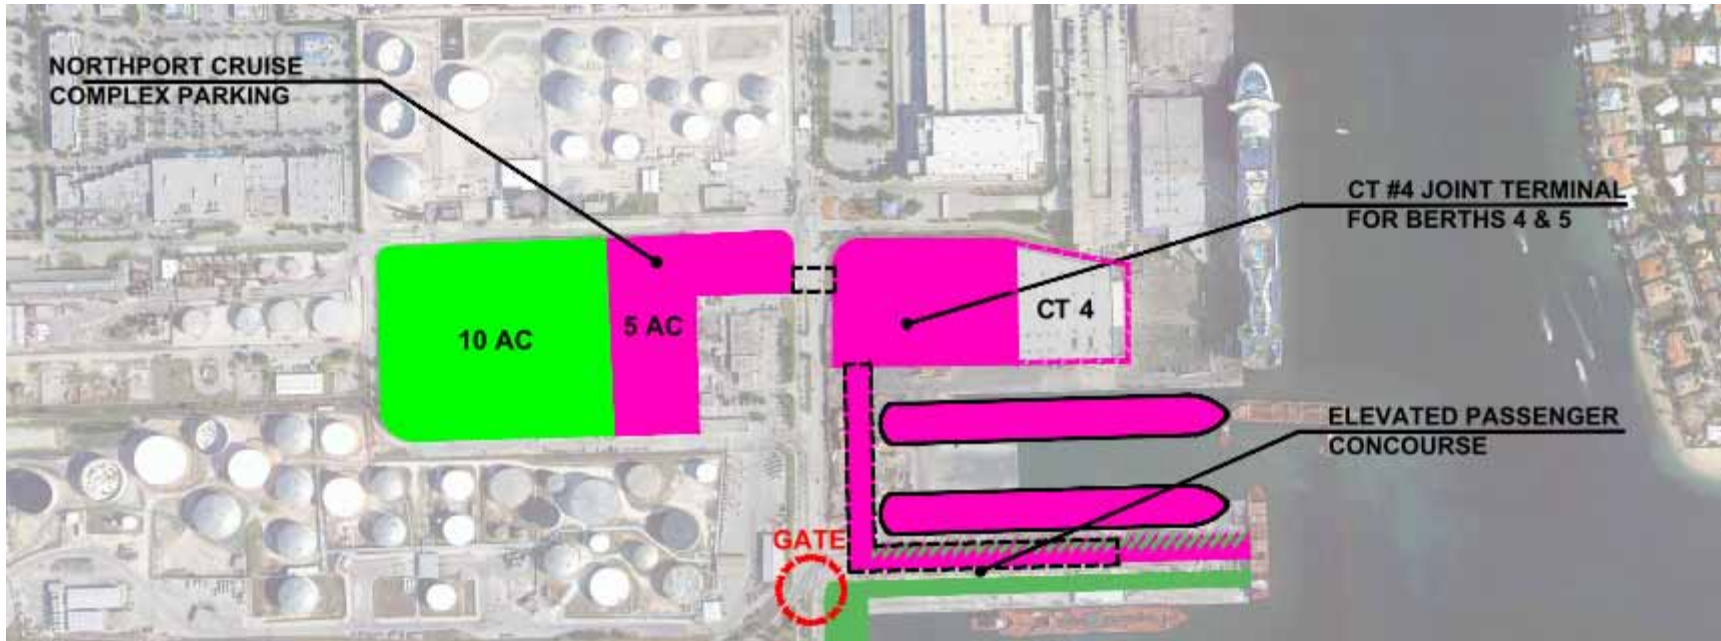 NORTHPORT CRUISE
COMPLEX PARKING
CT #4 JOINT TERMINAL
FOR BERTHS 4 & 5
10 AC
5 AC
CT 4
ELEVATED PASSENGER
CONCOURSE
GATE